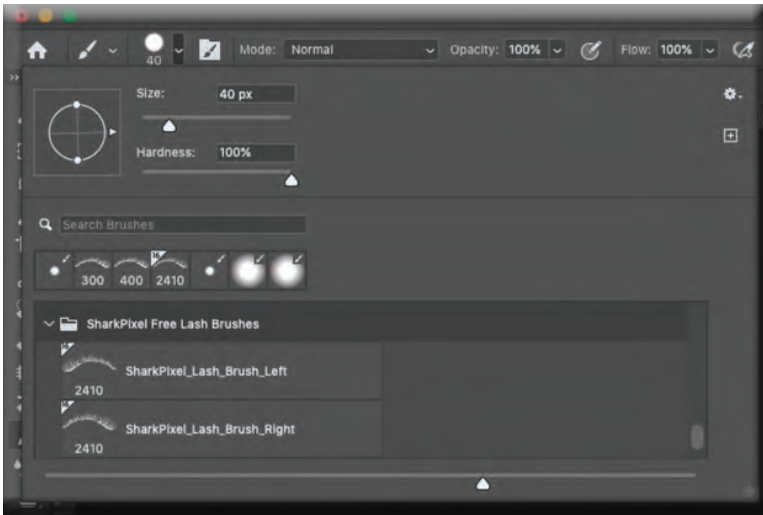 40 Mode: Normal Opacity: 100% Flow: 100%
Size: 40 px
Hardness: 100%
Search Brushes
300 400 2410
SharkPixel Free Lash Brushes
SharkPixel_Lash_Brush_Left
2410
SharkPixel_Lash_Brush_Right
2410